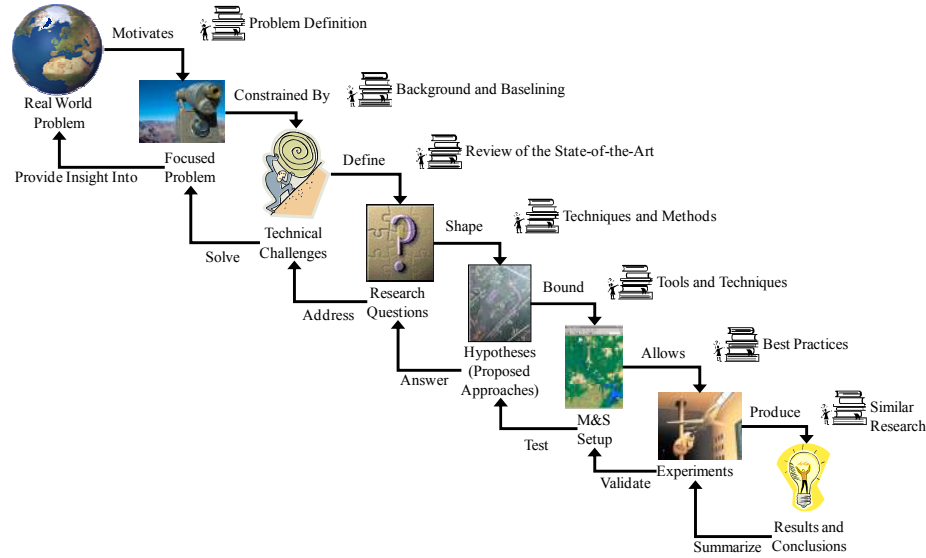 Problem Definition
Motivates
Real World
Problem
Constrained By
Background and Baselining
Provide Insight Into
Focused
Problem
Define
Review of the State-of-the-Art
Solve
Technical
Challenges
Shape
Techniques and Methods
Address
Research
Questions
Bound
Tools and Techniques
Answer
Hypotheses
(Proposed
Approaches)
Allows
Best Practices
Test
M&S
Setup
Produce
Similar
Research
Validate
Experiments
Summarize
Results and
Conclusions